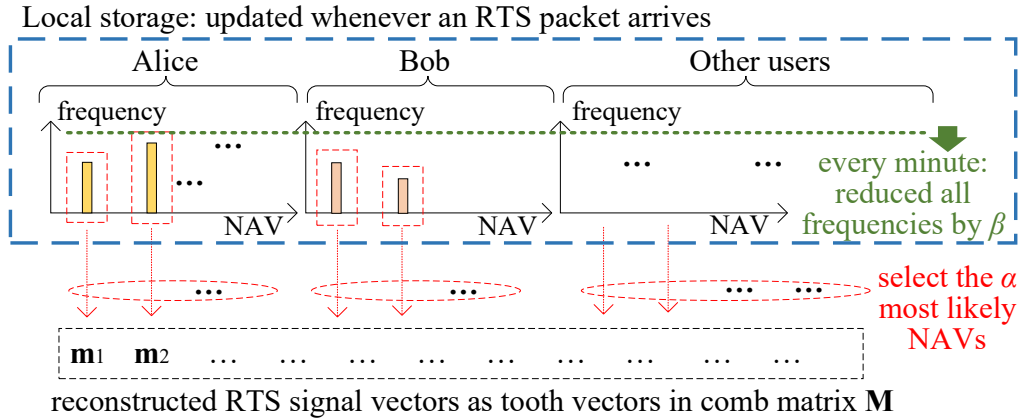 Local storage: updated whenever an RTS packet arrives
Alice
Bob
Other users
frequency
frequency
frequency
...
...
...
...
every minute:
reduced all
frequencies by β
NAV
NAV
NAV
...
...
...
...
select the α
most likely
NAVs
m1 m2 ... ... ... ... ... ... ... ... ...
reconstructed RTS signal vectors as tooth vectors in comb matrix M